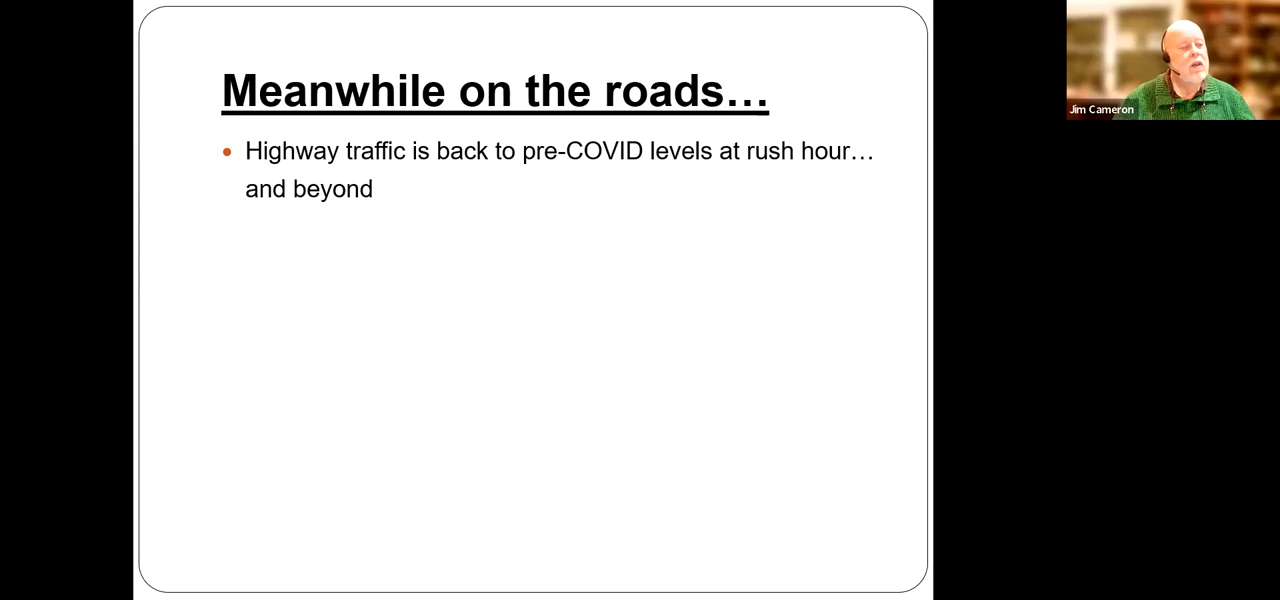 Meanwhile on the roads…
• Highway traffic is back to pre-COVID levels at rush hour…
and beyond
Jim Cameron